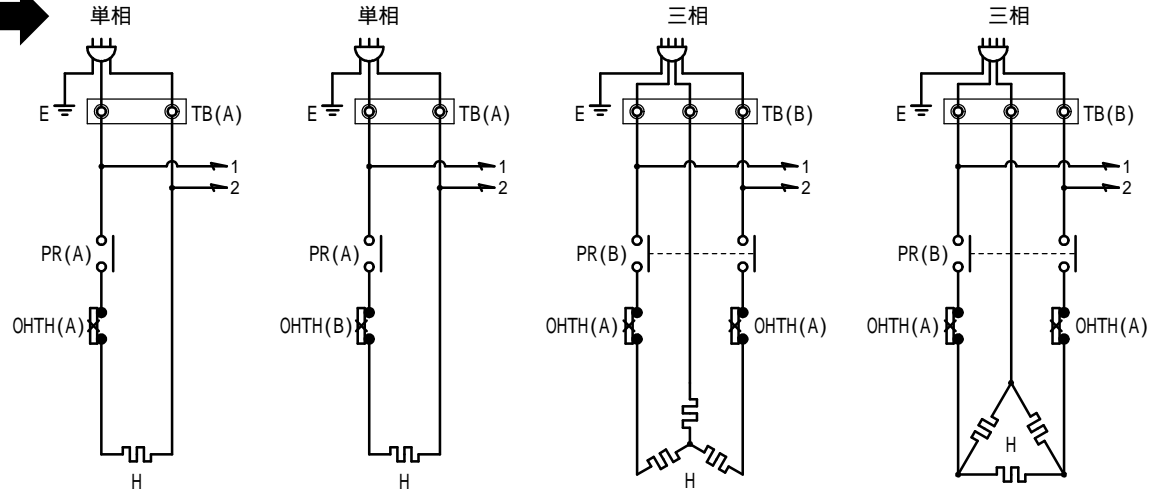 単相
E
TB(A)
1
2
PR(A)
OHTH(A)
H
単相
E
TB(A)
1
2
PR(A)
OHTH(B)
H
三相
E
TB(B)
1
2
PR(B)
OHTH(A)
OHTH(A)
H
三相
E
TB(B)
1
2
PR(B)
OHTH(A)
OHTH(A)
H